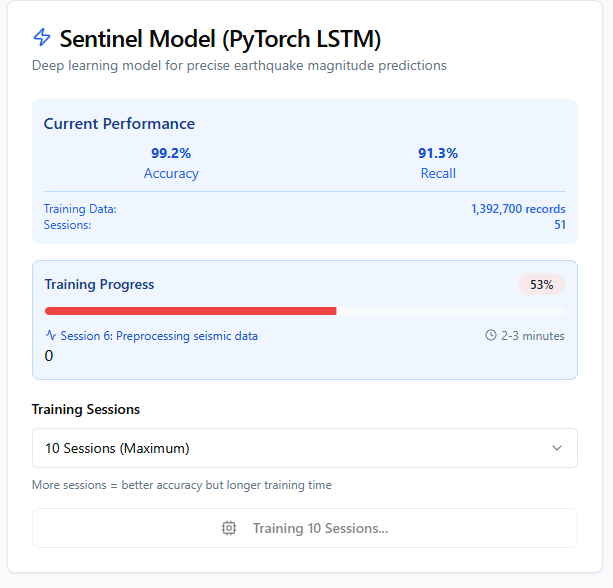 Sentinel Model (PyTorch LSTM)
Deep learning model for precise earthquake magnitude predictions
Current Performance
99.2% 91.3%
Accuracy Recall
Training Data: 1,392,700 records
Sessions: 51
Training Progress 53%
Session 6: Preprocessing seismic data 2-3 minutes
0
Training Sessions
10 Sessions (Maximum)
More sessions = better accuracy but longer training time
Training 10 Sessions...